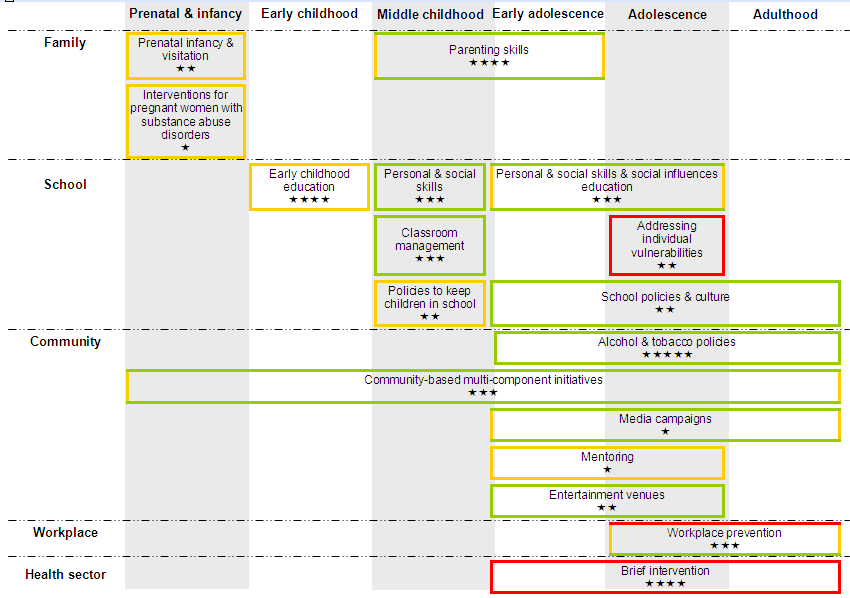 Prenatal & infancy
Early childhood
Middle childhood
Early adolescence
Adolescence
Adulthood
Family
Prenatal infancy &
visitation
★★
Parenting skills
★★★★
Interventions for
pregnant women with
substance abuse
disorders
★
School
Early childhood
education
★★★★
Personal & social
skills
★★★
Personal & social skills & social influences
education
★★★
Classroom
management
★★★
Addressing
individual
vulnerabilities
★★
Policies to keep
children in school
★★
School policies & culture
★★
Community
Alcohol & tobacco policies
★★★★★
Community-based multi-component initiatives
★★★
Media campaigns
★
Mentoring
★
Entertainment venues
★★
Workplace
Workplace prevention
★★★
Health sector
Brief intervention
★★★★